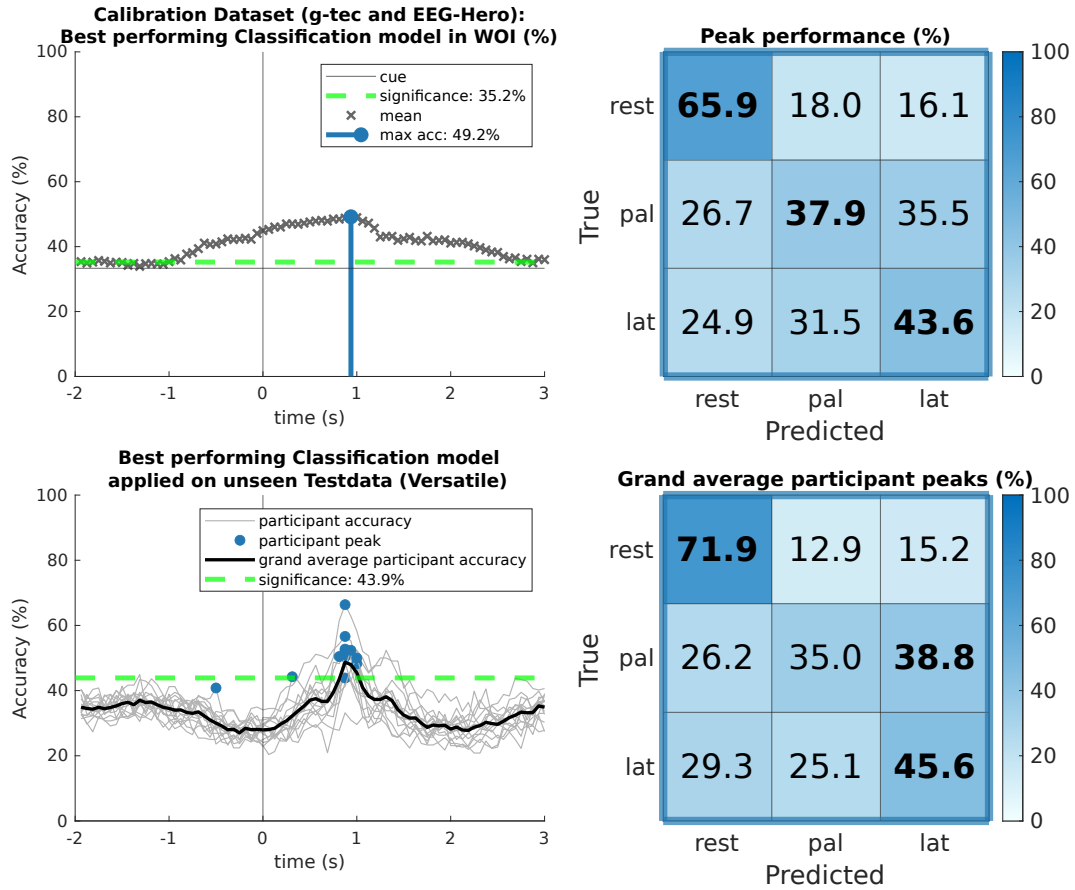 Calibration Dataset (g-tec and EEG-Hero):
Best performing Classification model in WOI (%)
100
80
60
40
20
0
Accuracy (%)
cue
significance: 35.2%
mean
max acc: 49.2%
-2
-1
0
1
2
3
time (s)
Peak performance (%)
rest
65.9
18.0
16.1
pal
26.7
37.9
35.5
lat
24.9
31.5
43.6
True
rest
pal
lat
Predicted
100
80
60
40
20
0
Best performing Classification model
applied on unseen Testdata (Versatile)
100
80
60
40
20
0
Accuracy (%)
participant accuracy
participant peak
grand average participant accuracy
significance: 43.9%
-2
-1
0
1
2
3
time (s)
Grand average participant peaks (%)
rest
71.9
12.9
15.2
pal
26.2
35.0
38.8
lat
29.3
25.1
45.6
True
rest
pal
lat
Predicted
100
80
60
40
20
0